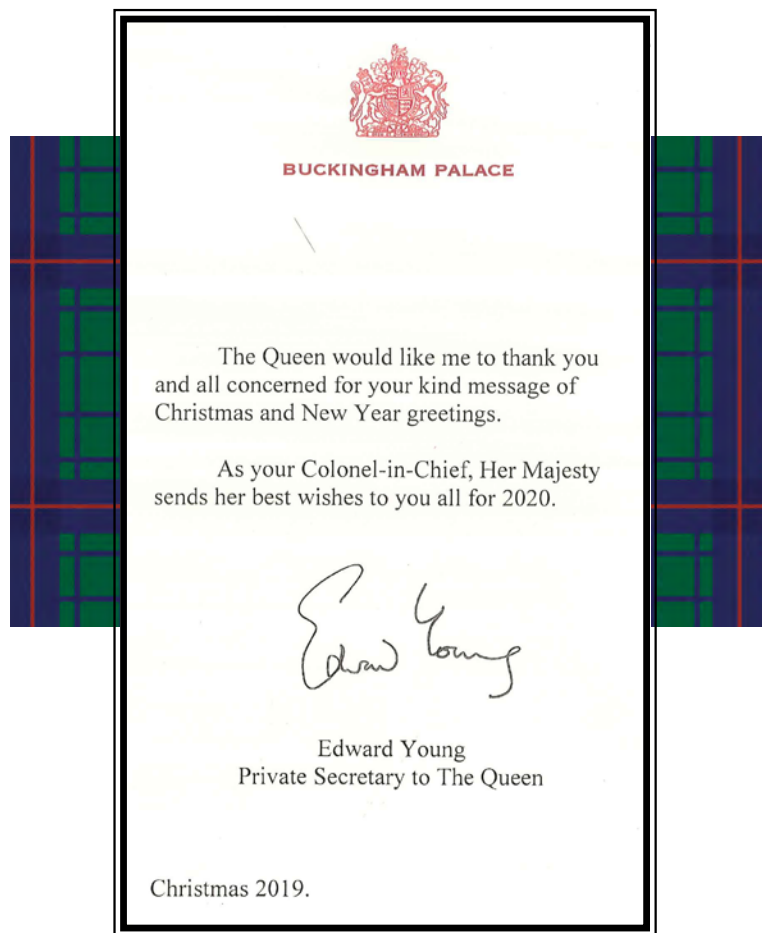 BUCKINGHAM PALACE
The Queen would like me to thank you
and all concerned for your kind message of
Christmas and New Year greetings.
As your Colonel-in-Chief, Her Majesty
sends her best wishes to you all for 2020.
Edward Young
Edward Young
Private Secretary to The Queen
Christmas 2019.